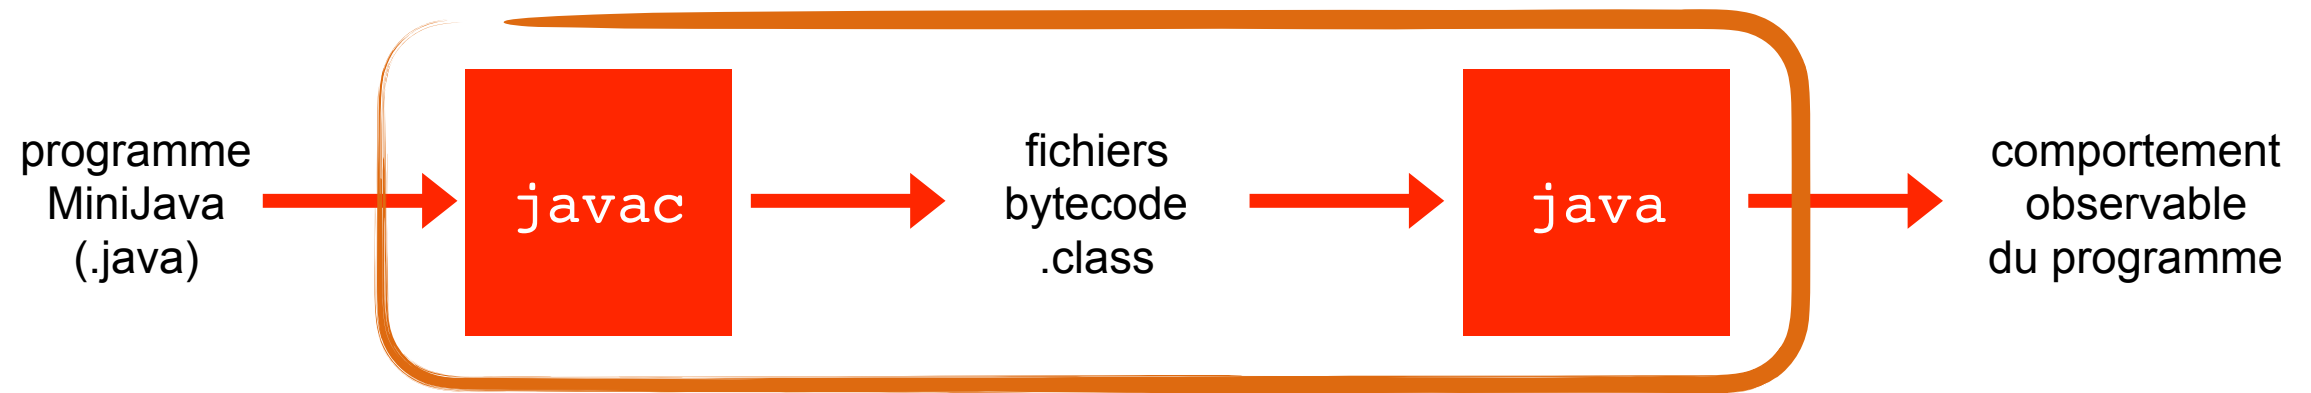 programme
MiniJava
(.java)
javac
fichiers
bytecode
.class
java
comportement
observable
du programme